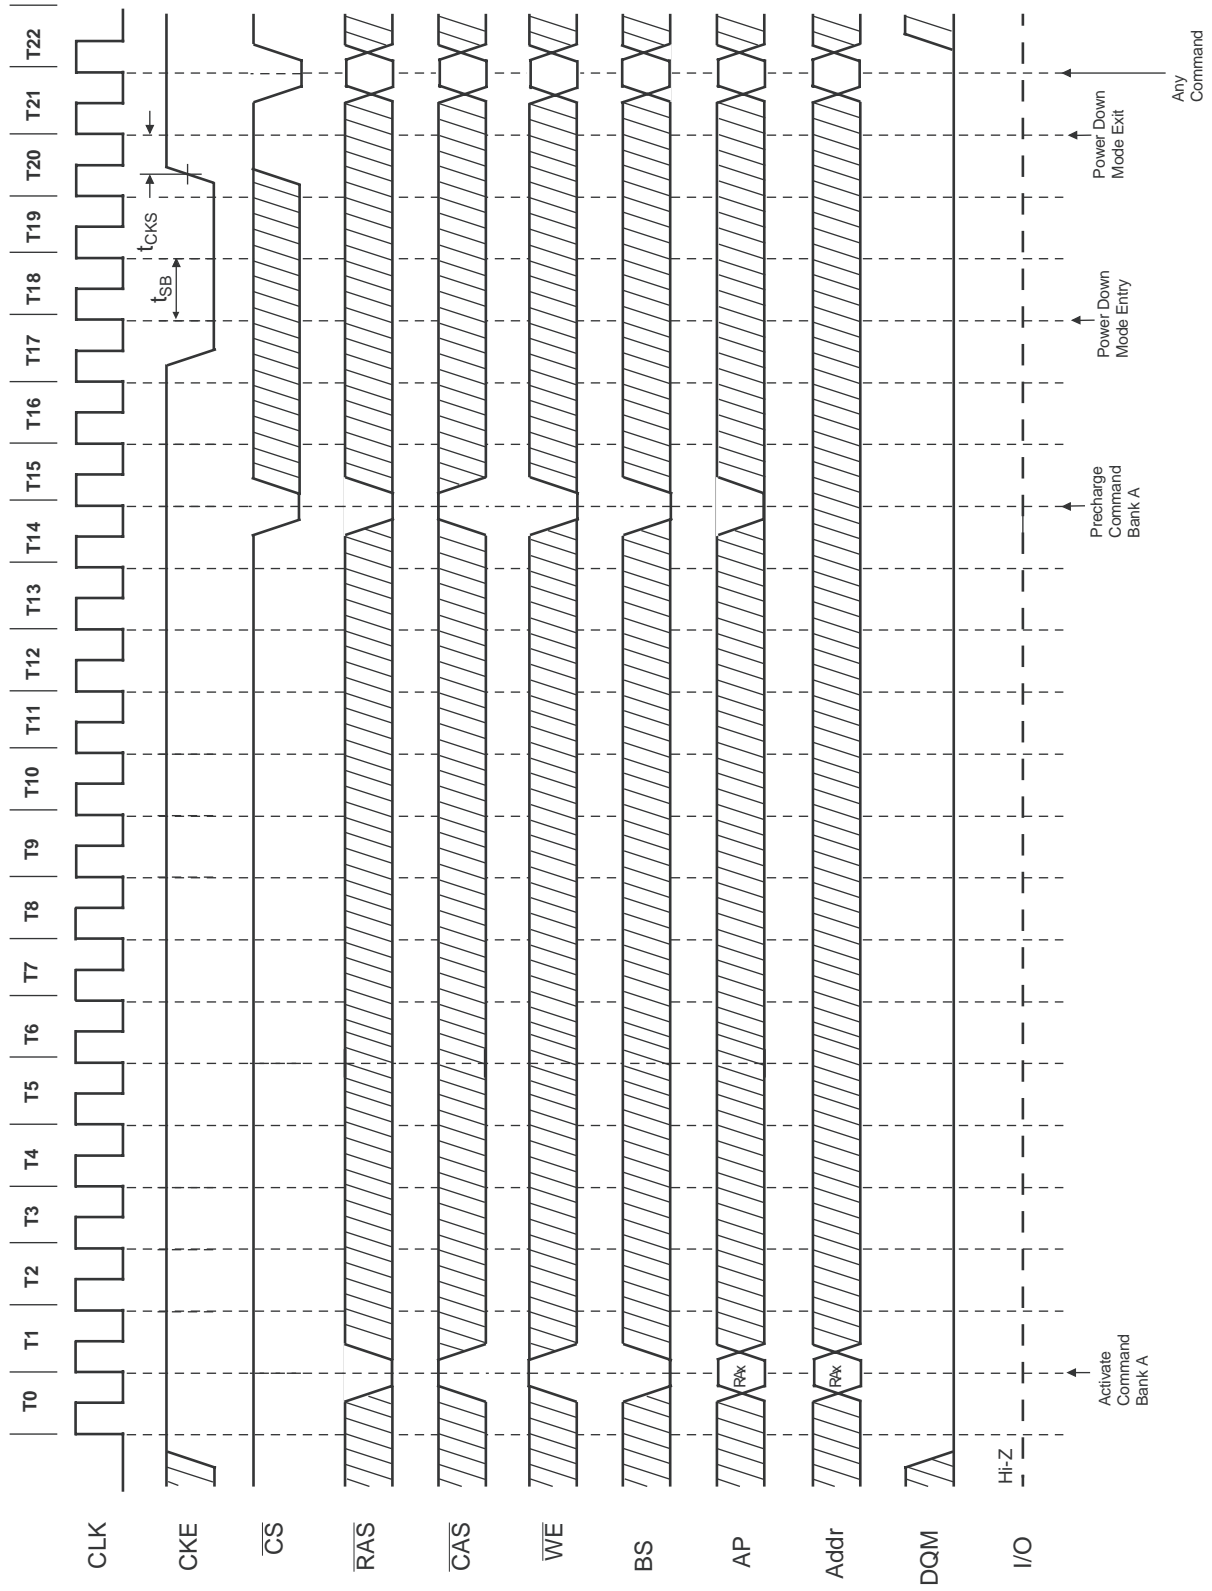 T0 T1 T2 T3 T4 T5 T6 T7 T8 T9 T10 T11 T12 T13 T14 T15 T16 T17 T18 T19 T20 T21 T22
CLK
tCKS
CKE
tSB
CS
RAS
CAS
WE
BS
AP
RAx
Addr
RAx
DQM
Hi-Z
I/O
Activate
Command
Bank A
Precharge
Command
Bank A
Power Down
Mode Entry
Power Down
Mode Exit
Any
Command